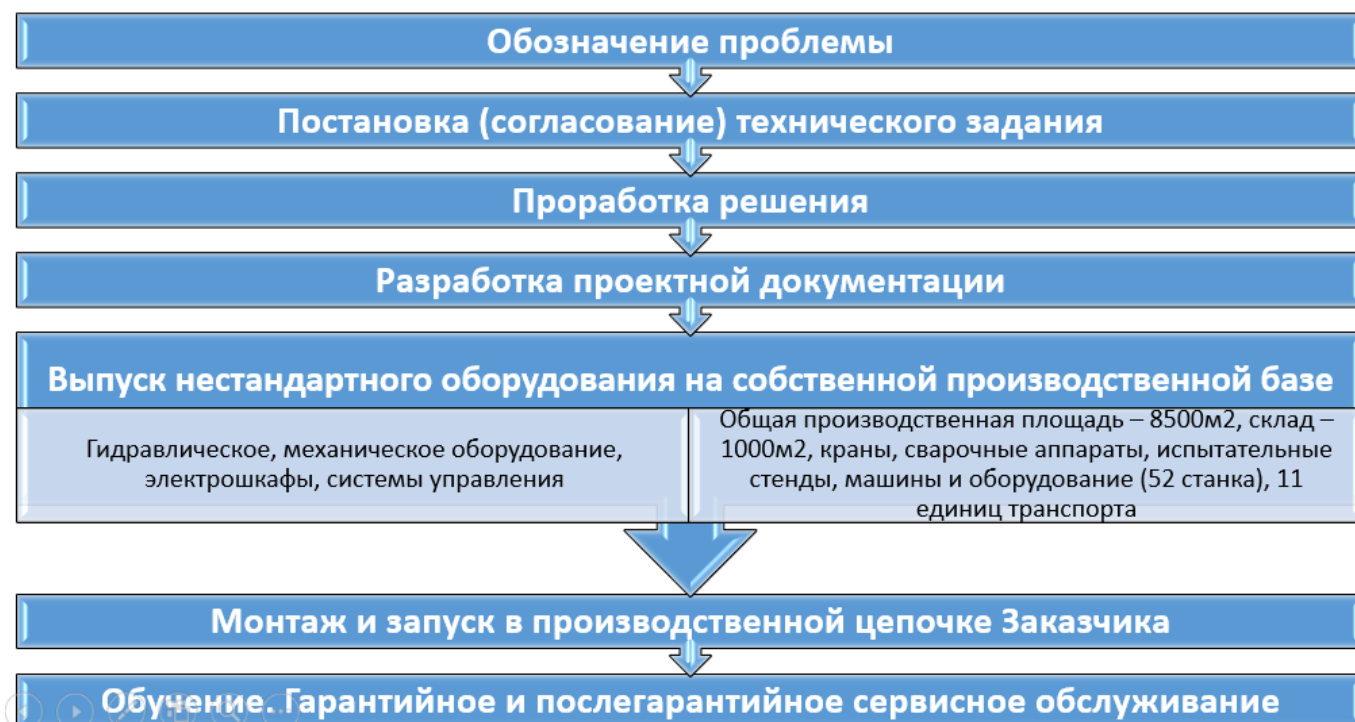 Обозначение проблемы
Постановка (согласование) технического задания
Проработка решения
Разработка проектной документации
Выпуск нестандартного оборудования на собственной производственной базе
Гидравлическое, механическое оборудование,
электрошкафы, системы управления
Общая производственная площадь – 8500м2, склад –
1000м2, краны, сварочные аппараты, испытательные
стенды, машины и оборудование (52 станка), 11
единиц транспорта
Монтаж и запуск в производственной цепочке Заказчика
Обучение. Гарантийное и послегарантийное сервисное обслуживание